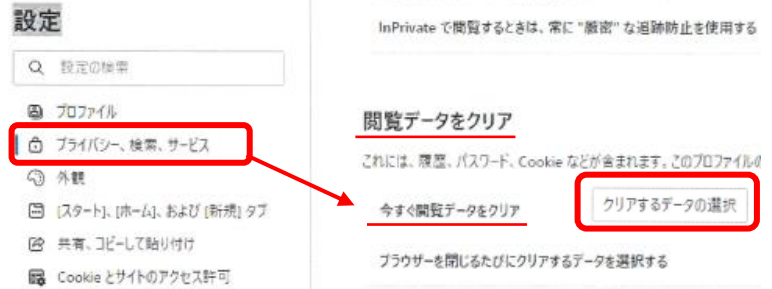 設定
設定の検索
プロファイル
プライバシー、検索、サービス
外観
[スタート]、[ホーム]、および [新規] タブ
共有、コピーして貼り付け
Cookie とサイトのアクセス許可
InPrivate で閲覧するときは、常に "厳密" な追跡防止を使用する
閲覧データをクリア
これには、履歴、パスワード、Cookie などが含まれます。このプロファイルの
今すぐ閲覧データをクリア
クリアするデータの選択
ブラウザーを閉じるたびにクリアするデータを選択する